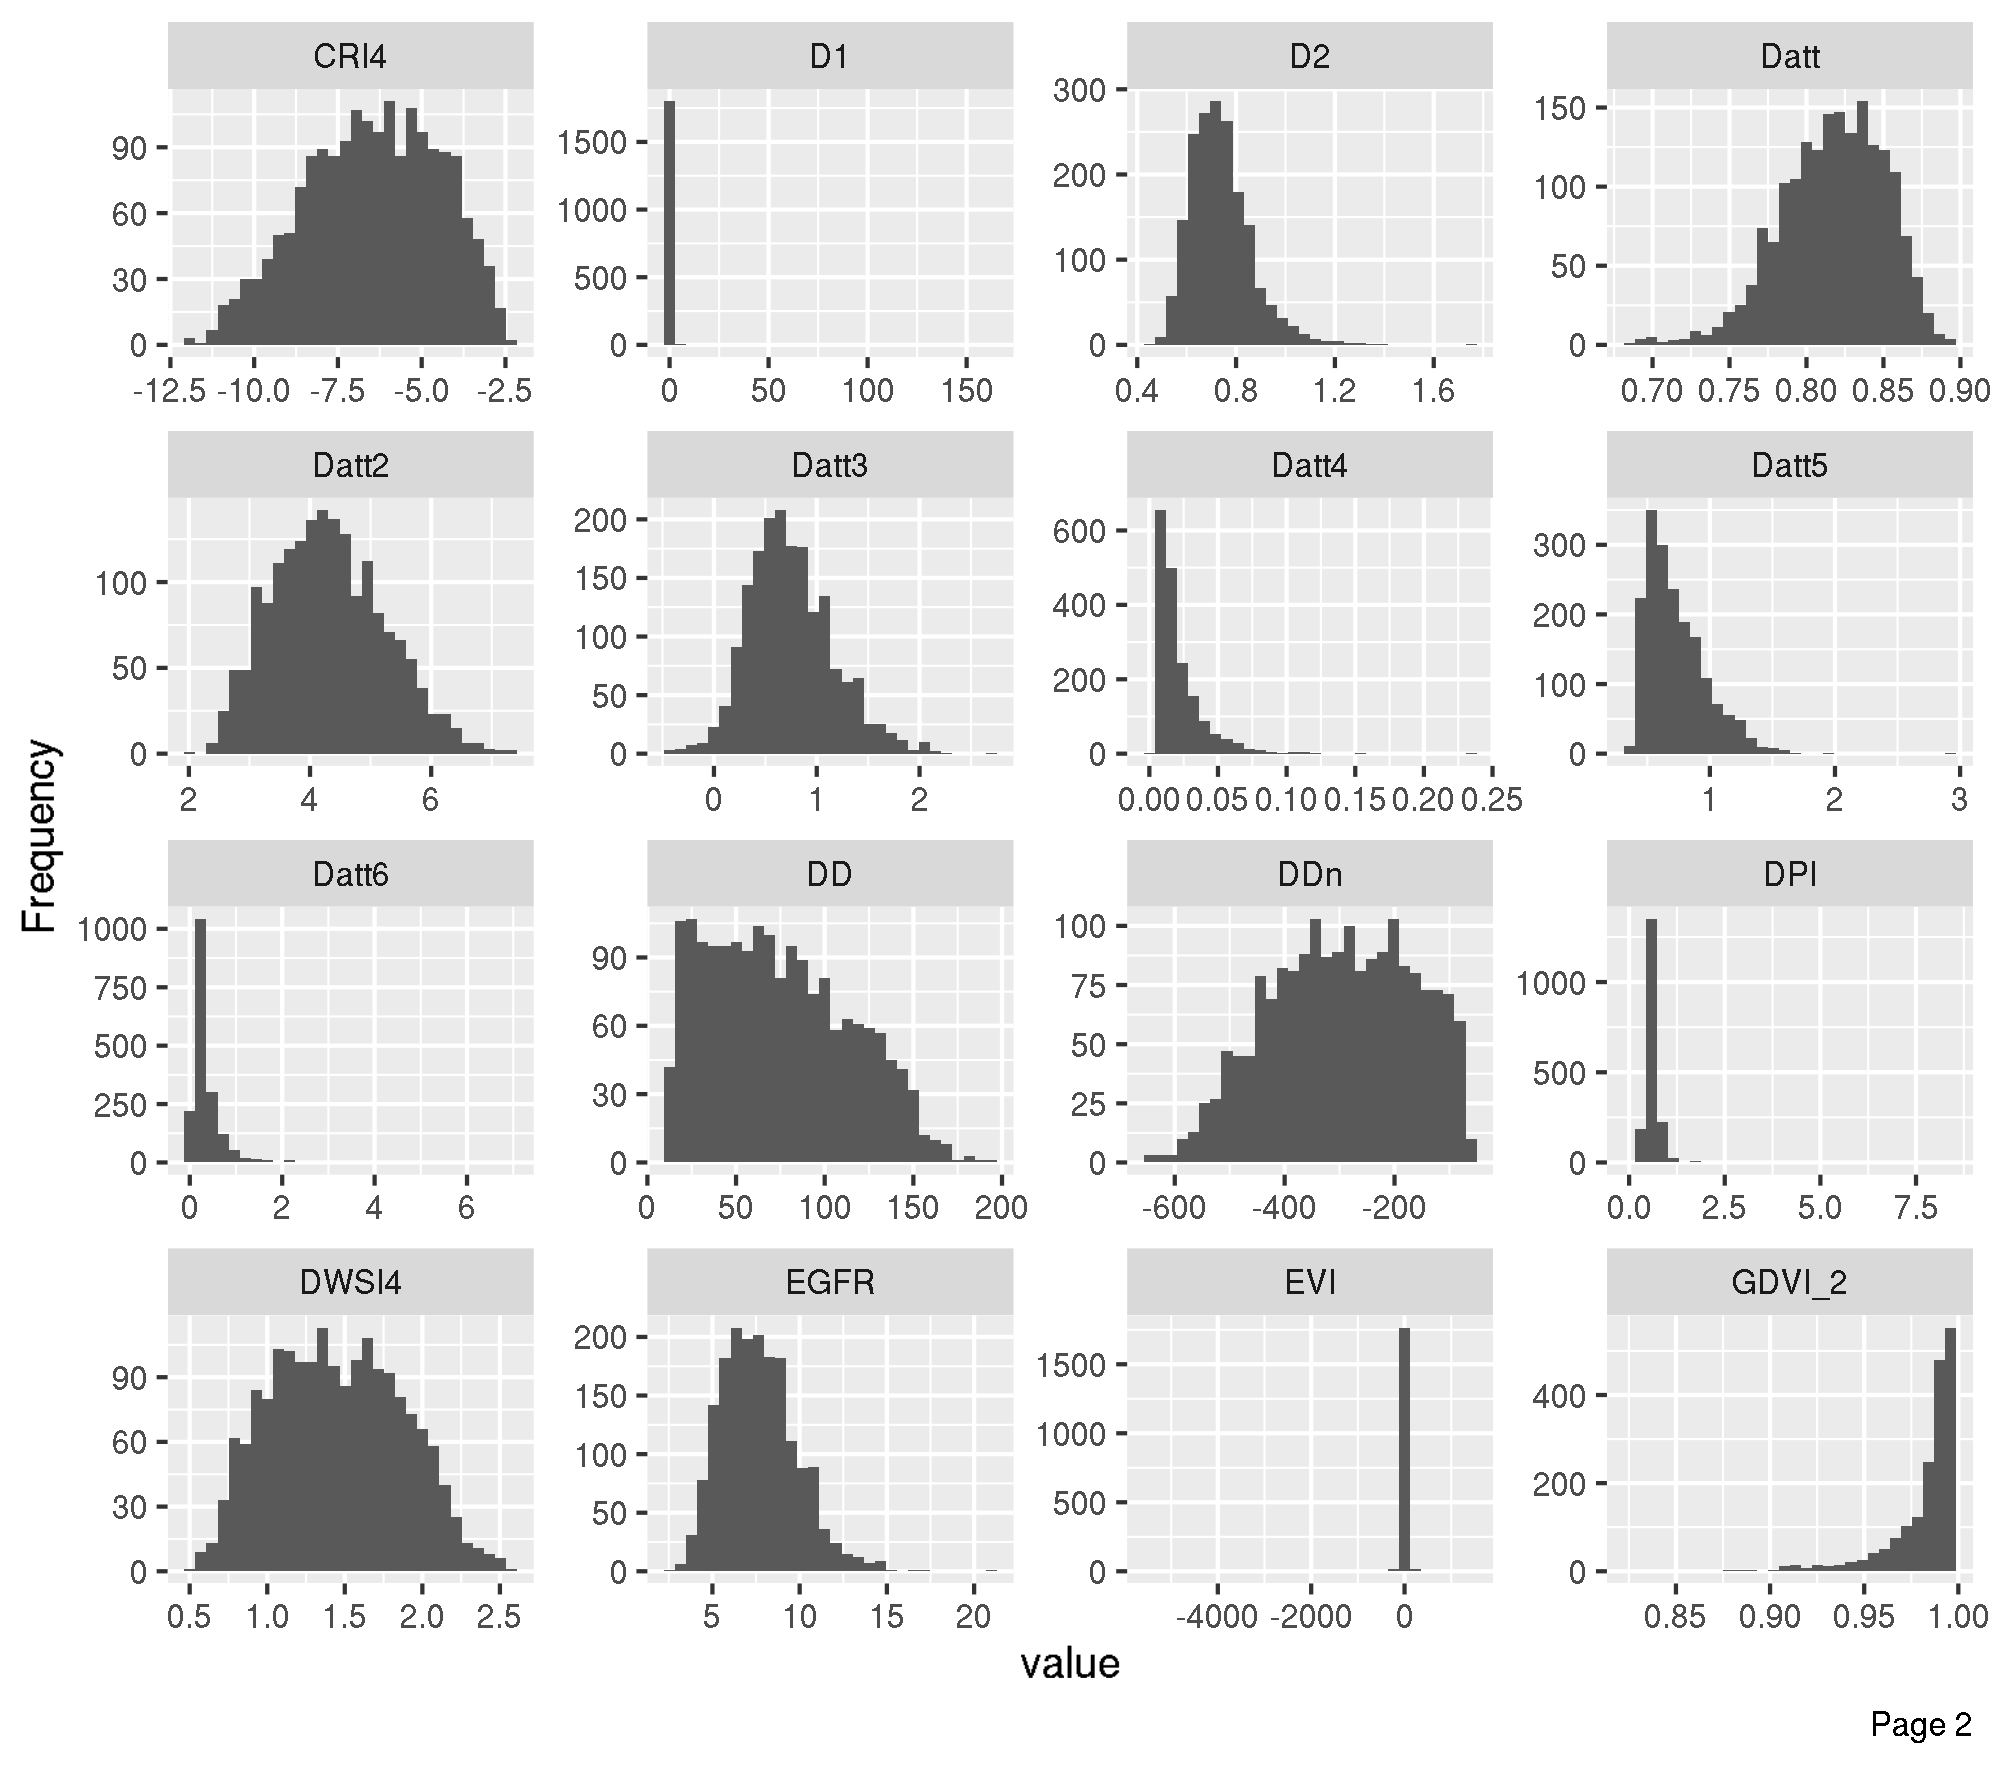 CRI4 D1 D2 Datt
90 60 30 0
1500 1000 500 0
300 200 100 0
150 100 50 0
-12.5 -10.0 -7.5 -5.0 -2.5
0 50 100 150
0.4 0.8 1.2 1.6
0.70 0.75 0.80 0.85 0.90
Datt2 Datt3 Datt4 Datt5
100 50 0
200 150 100 50 0
600 400 200 0
300 200 100 0
2 4 6
0 1 2
0.00 0.05 0.10 0.15 0.20 0.25
1 2 3
Frequency
Datt6 DD DDn DPI
1000 750 500 250 0
90 60 30 0
100 75 50 25 0
1000 500 0
0 2 4 6
0 50 100 150 200
-600 -400 -200
0.0 2.5 5.0 7.5
DWSI4 EGFR EVI GDVI_2
90 60 30 0
200 150 100 50 0
1500 1000 500 0
400 200 0
0.5 1.0 1.5 2.0 2.5
5 10 15 20
-4000 -2000 0
0.85 0.90 0.95 1.00
value
Page 2